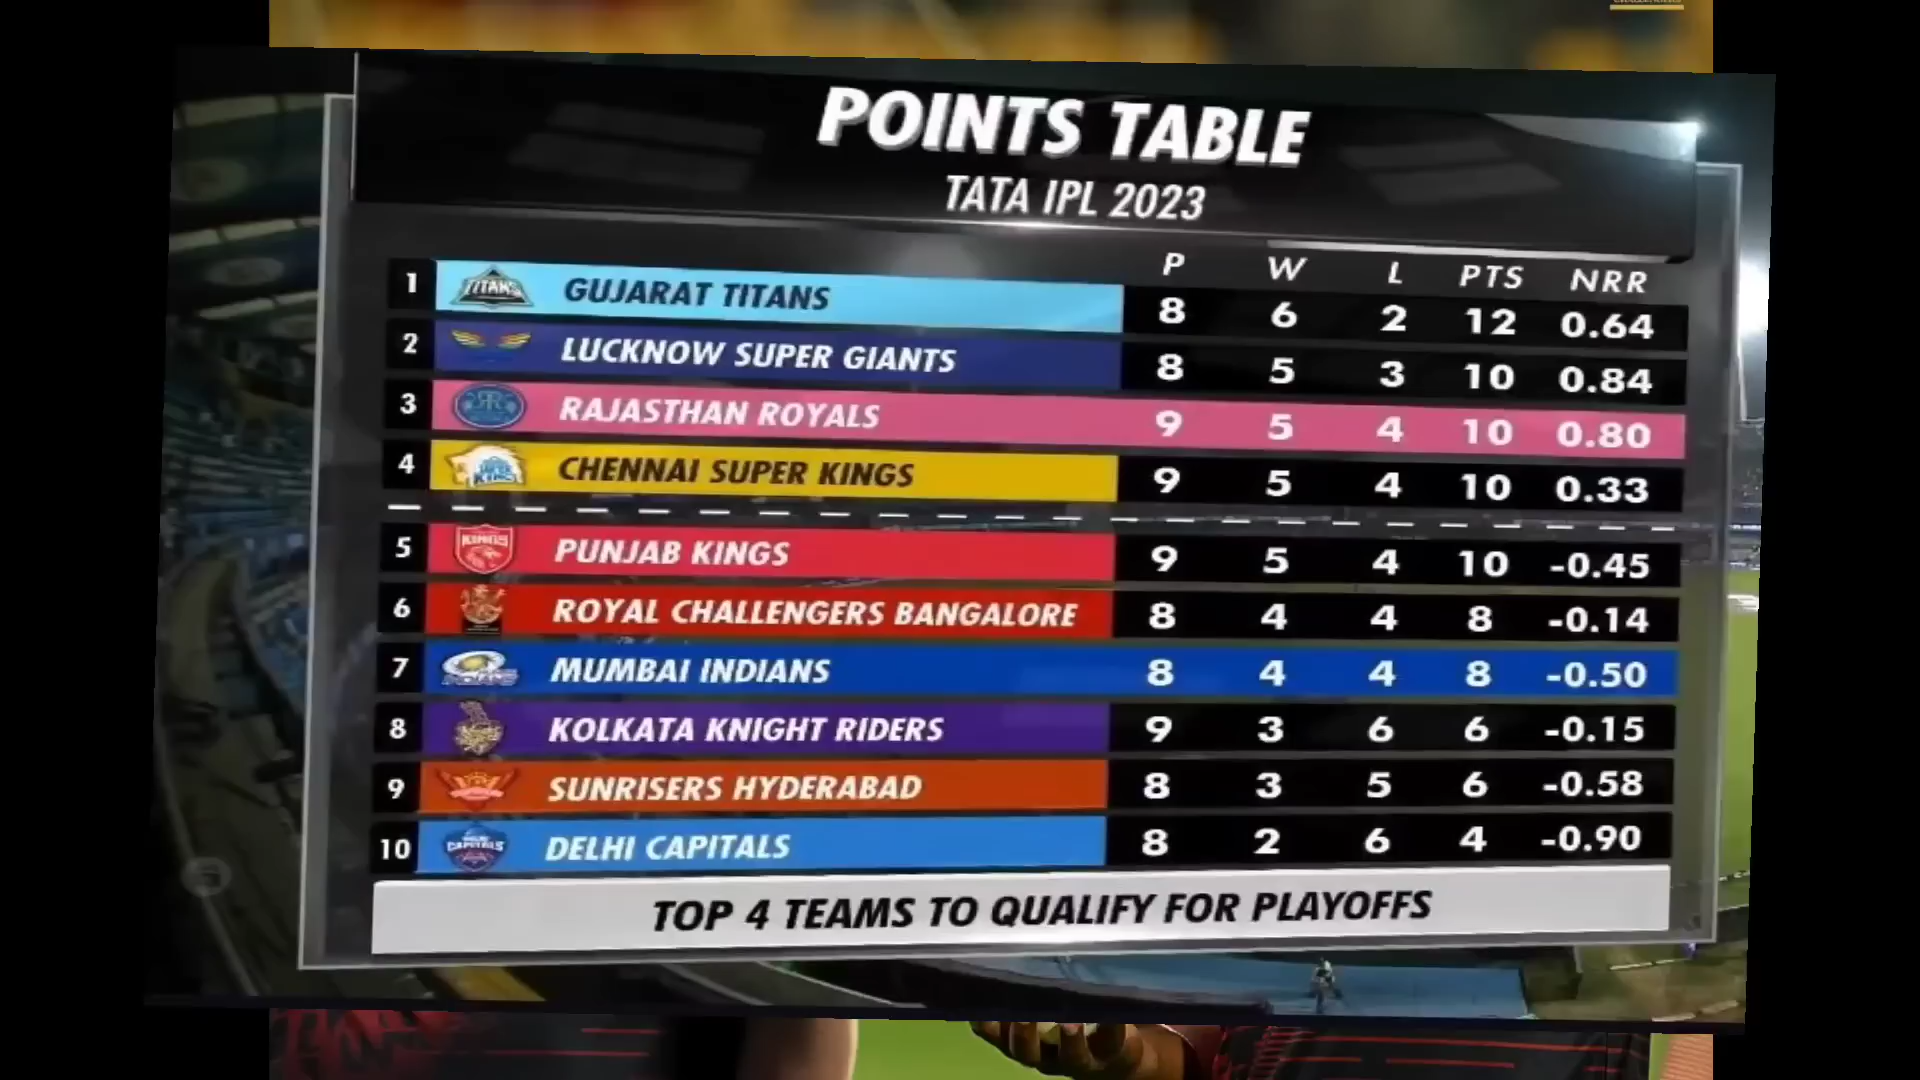 POINTS TABLE
TATA IPL 2023
P W L PTS NRR
1 TITANS GUJARAT TITANS 8 6 2 12 0.64
2 LUCKNOW SUPER GIANTS 8 5 3 10 0.84
3 RR RAJASTHAN ROYALS 9 5 4 10 0.80
4 CHENNAI SUPER KINGS 9 5 4 10 0.33
5 KINGS PUNJAB KINGS 9 5 4 10 -0.45
6 ROYAL CHALLENGERS BANGALORE 8 4 4 8 -0.14
7 MUMBAI INDIANS 8 4 4 8 -0.50
8 KOLKATA KNIGHT RIDERS 9 3 6 6 -0.15
9 SUNRISERS HYDERABAD 8 3 5 6 -0.58
10 CAPITALS DELHI CAPITALS 8 2 6 4 -0.90
TOP 4 TEAMS TO QUALIFY FOR PLAYOFFS